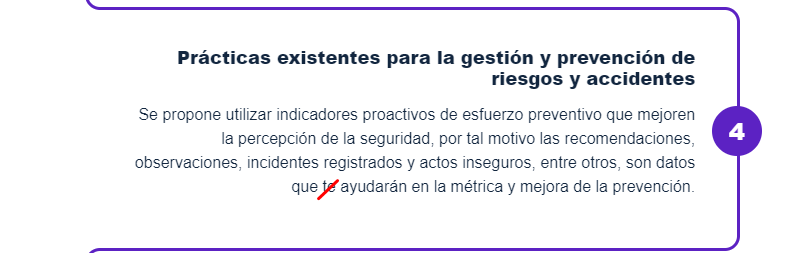 Prácticas existentes para la gestión y prevención de
riesgos y accidentes
Se propone utilizar indicadores proactivos de esfuerzo preventivo que mejoren
la percepción de la seguridad, por tal motivo las recomendaciones,
observaciones, incidentes registrados y actos inseguros, entre otros, son datos
que te ayudarán en la métrica y mejora de la prevención.
4